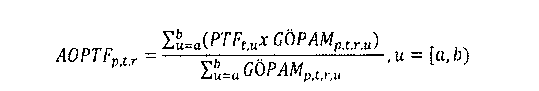 AOPTF_{p,t,r} = \frac{\sum_{u=a}^{b}(PTF_{t,u} x GÖPAM_{p,t,r,u})}{\sum_{u=a}^{b} GÖPAM_{p,t,r,u}}, u = [a, b)